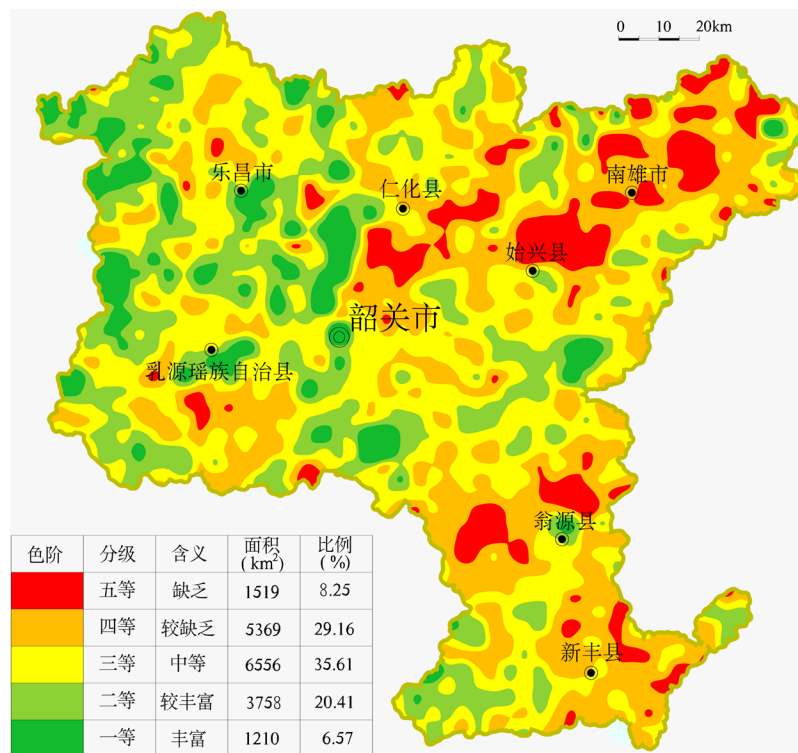 0 10 20km
乐昌市
仁化县
南雄市
始兴县
韶关市
乳源瑶族自治县
翁源县
新丰县
色阶 分级 含义 面积(km²) 比例(%)
五等 缺乏 1519 8.25
四等 较缺乏 5369 29.16
三等 中等 6556 35.61
二等 较丰富 3758 20.41
一等 丰富 1210 6.57